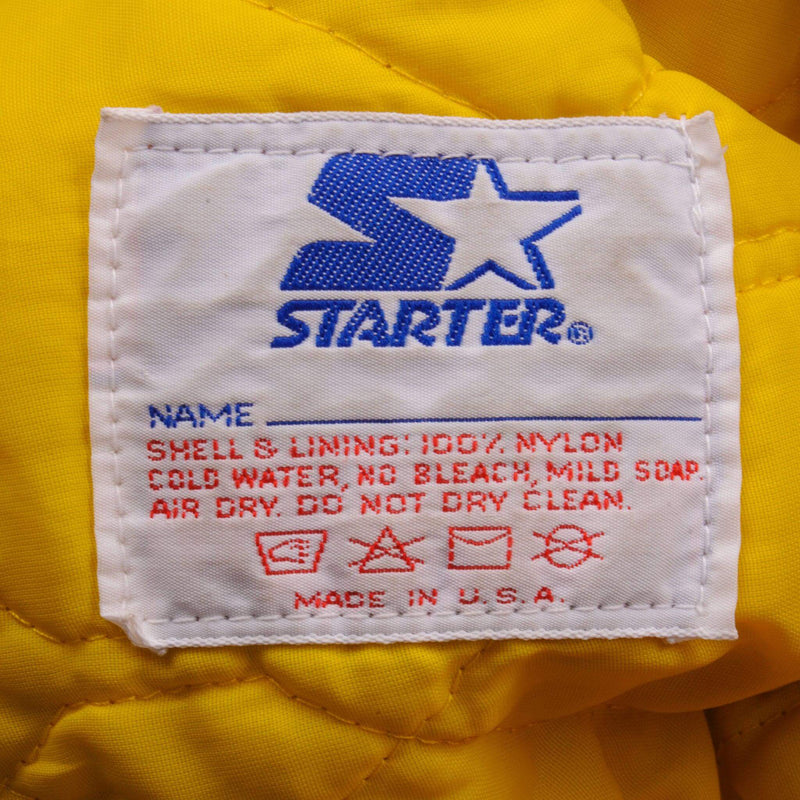 STARTER®
NAME
SHELL & LINING: 100% NYLON
COLD WATER, NO BLEACH, MILD SOAP.
AIR DRY. DO NOT DRY CLEAN.
MADE IN U.S.A.